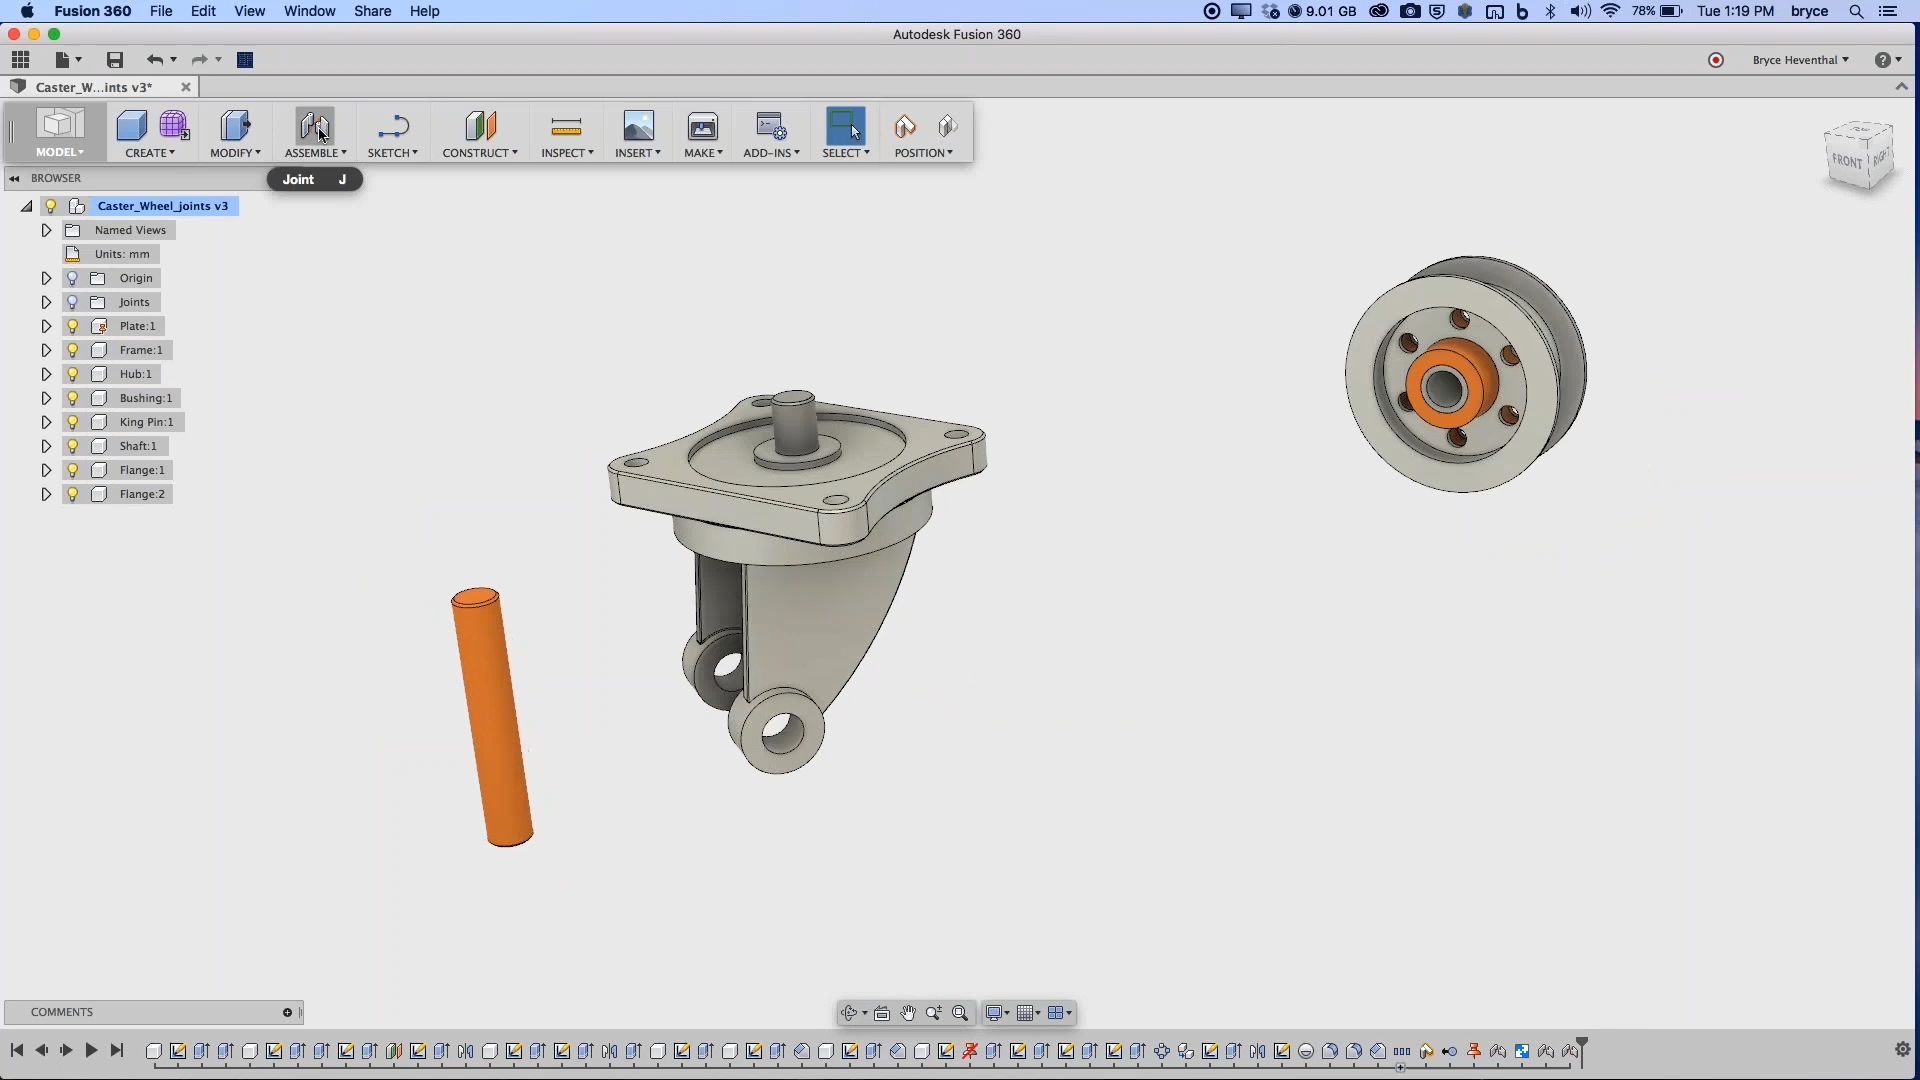 Fusion 360 File Edit View Window Share Help 9.01 GB 78% Tue 1:19 PM bryce
Autodesk Fusion 360
Bryce Heventhal
Caster_W...ints v3*
MODEL CREATE MODIFY ASSEMBLE SKETCH CONSTRUCT INSPECT INSERT MAKE ADD-INS SELECT POSITION
BROWSER
Joint J
Caster_Wheel_joints v3
Named Views
Units: mm
Origin
Joints
Plate:1
Frame:1
Hub:1
Bushing:1
King Pin:1
Shaft:1
Flange:1
Flange:2
TOP
FRONT
RIGHT
COMMENTS